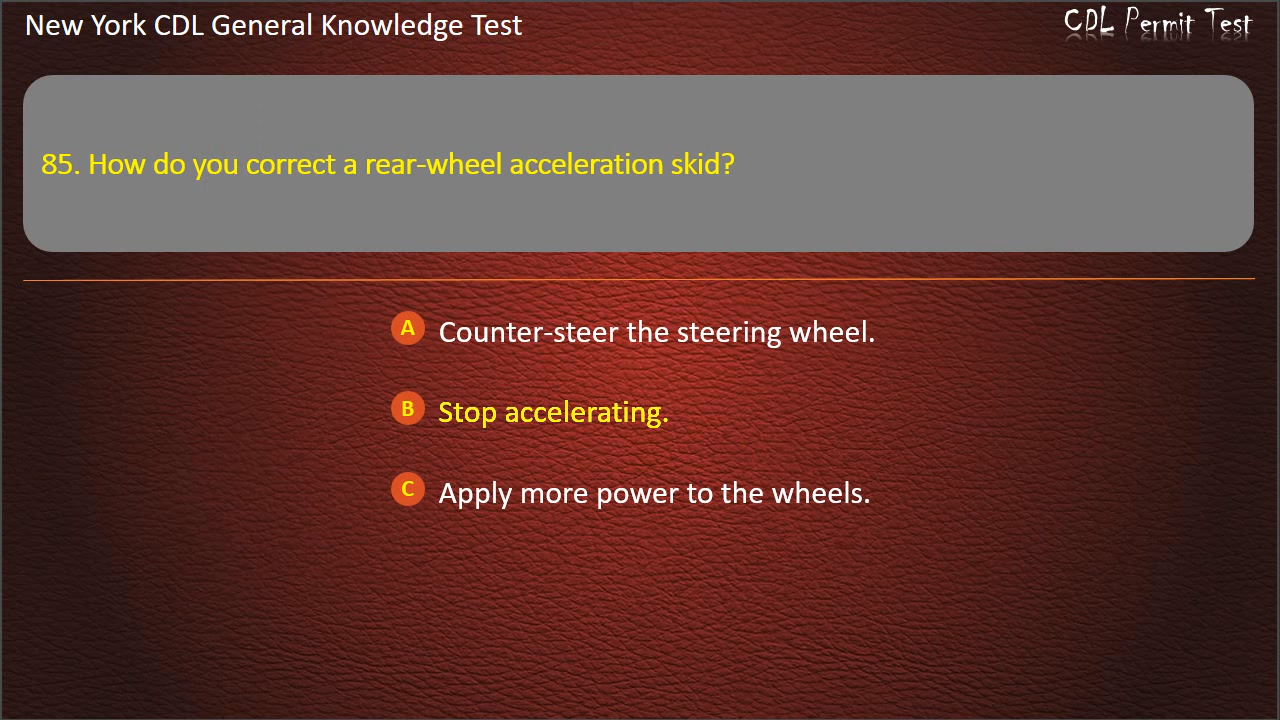 New York CDL General Knowledge Test
CDL Permit Test
85. How do you correct a rear-wheel acceleration skid?
A Counter-steer the steering wheel.
B Stop accelerating.
C Apply more power to the wheels.